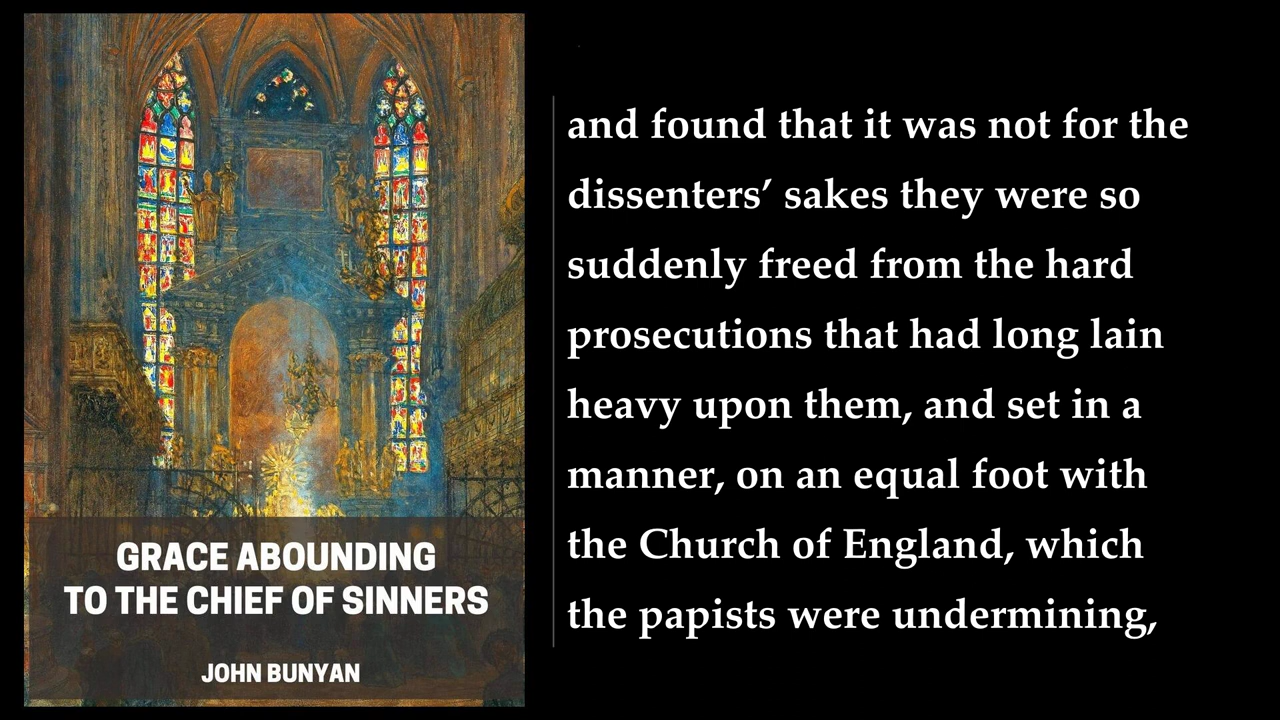 GRACE ABOUNDING
TO THE CHIEF OF SINNERS
JOHN BUNYAN
and found that it was not for the
dissenters’ sakes they were so
suddenly freed from the hard
prosecutions that had long lain
heavy upon them, and set in a
manner, on an equal foot with
the Church of England, which
the papists were undermining,